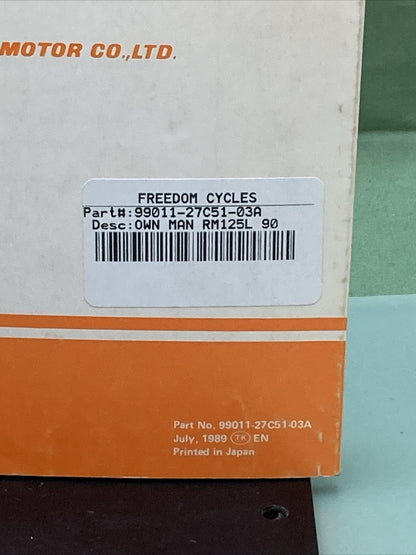 MOTOR CO.,LTD.
FREEDOM CYCLES
Part#:99011-27C51-03A
Desc:OWN MAN RM125L 90
Part No. 99011-27C51-03A
July, 1989 TK EN
Printed in Japan